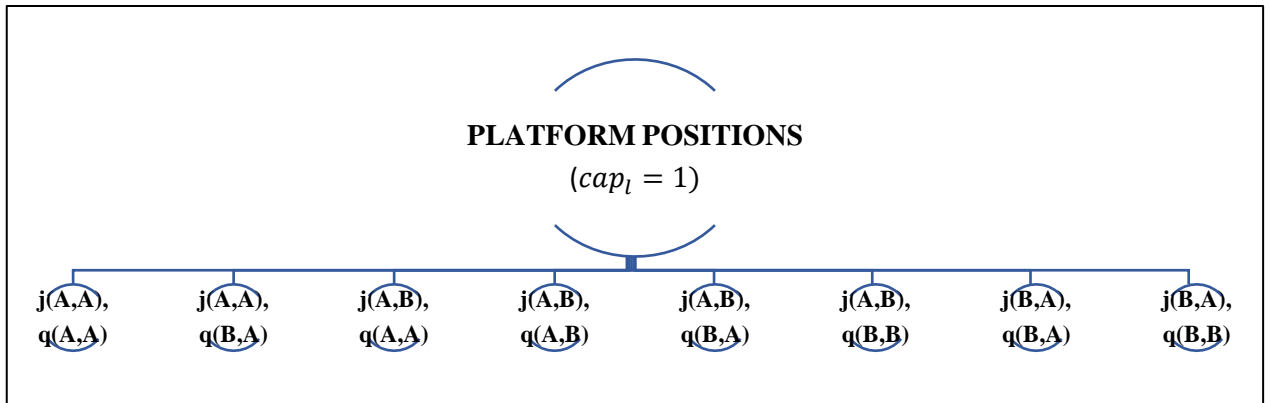 PLATFORM POSITIONS
(cap_l = 1)
j(A,A), j(A,A), j(A,B), j(A,B), j(A,B), j(A,B), j(B,A), j(B,A),
q(A,A) q(B,A) q(A,A) q(A,B) q(B,A) q(B,B) q(B,A) q(B,B)